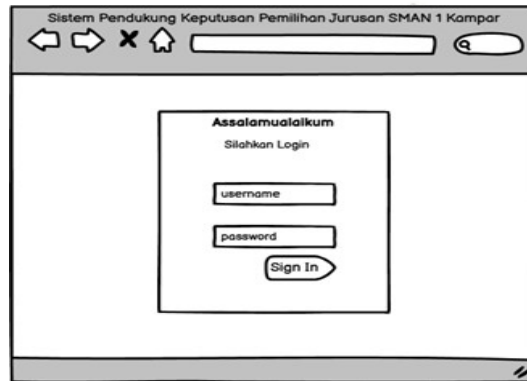 Sistem Pendukung Keputusan Pemilihan Jurusan SMAN 1 Kampar
Assalamualaikum
Silahkan Login
username
password
Sign In